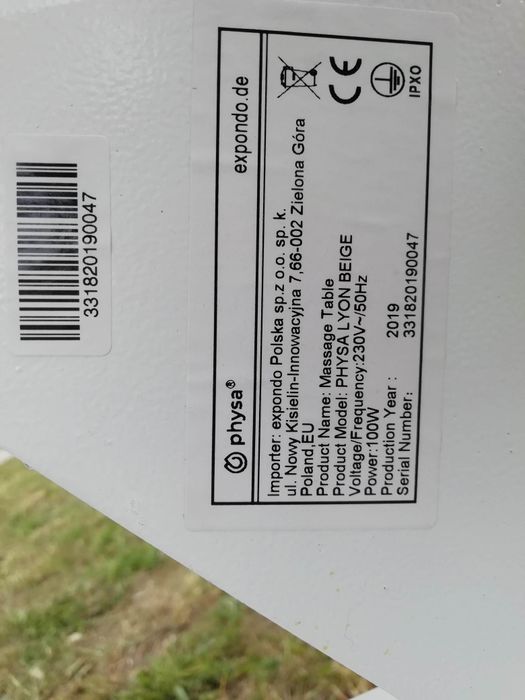 physa® expondo.de
Importer: expondo Polska sp.z o.o. sp. k.
ul. Nowy Kisielin-Innowacyjna 7,66-002 Zielona Góra
Poland,EU
Product Name: Massage Table
Product Model: PHYSA LYON BEIGE
Voltage/Frequency:230V~/50Hz
Power:100W
Production Year : 2019
Serial Number: 331820190047
CE
IPX0
331820190047